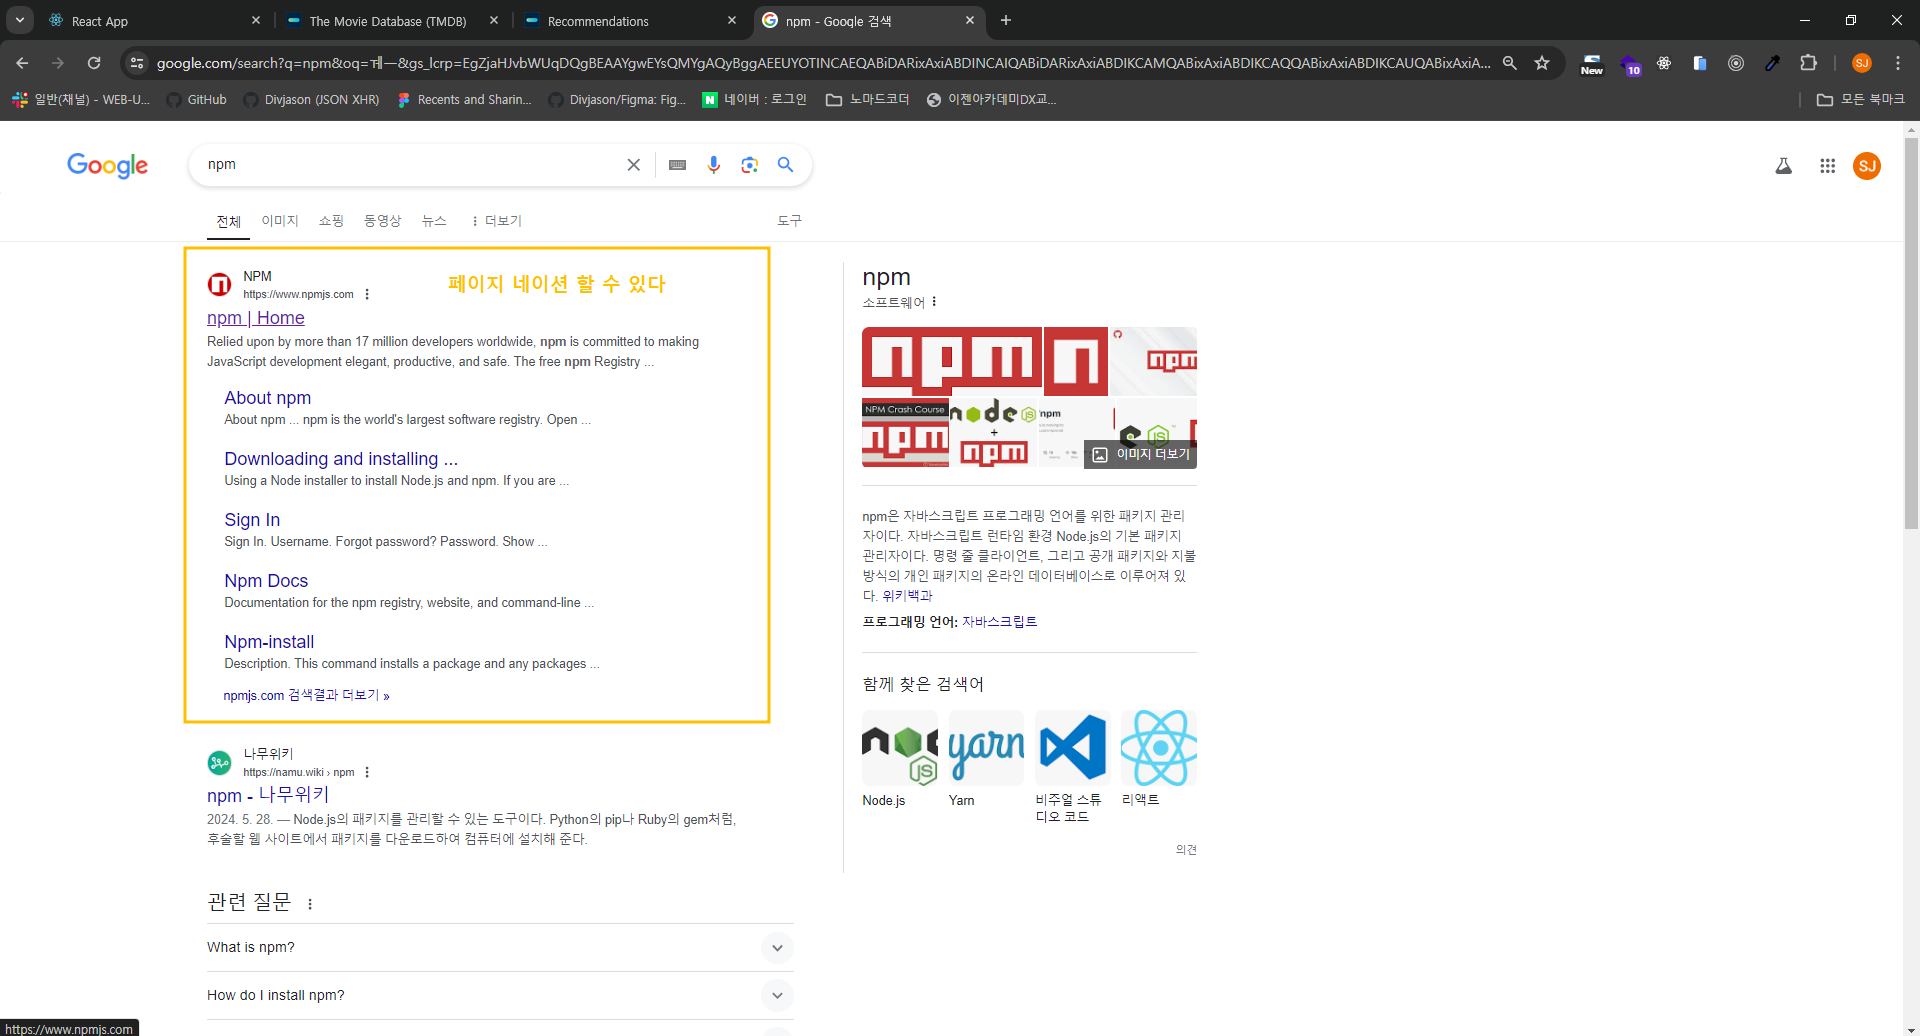 React App
The Movie Database (TMDB)
Recommendations
npm - Google 검색
google.com/search?q=npm&oq=ㅞ—&gs_lcrp=EgZjaHJvbWUqDQgBEAAYgwEYsQMYgAQyBggAEEUYOTINCAEQABiDARixAxiABDINCAIQABiDARixAxiABDIKCAMQABixAxiABDIKCAQQABixAxiABDIKCAUQABixAxiA...
New
10
SJ
일반(채널) - WEB-U...
GitHub
Divjason (JSON XHR)
Recents and Sharin...
Divjason/Figma: Fig...
N
네이버 : 로그인
노마드코더
이젠아카데미DX교...
모든 북마크
Google
npm
SJ
전체
이미지
쇼핑
동영상
뉴스
더보기
도구
NPM
https://www.npmjs.com
페이지 네이션 할 수 있다
npm | Home
Relied upon by more than 17 million developers worldwide, npm is committed to making
JavaScript development elegant, productive, and safe. The free npm Registry ...
About npm
About npm ... npm is the world's largest software registry. Open ...
Downloading and installing ...
Using a Node installer to install Node.js and npm. If you are ...
Sign In
Sign In. Username. Forgot password? Password. Show ...
Npm Docs
Documentation for the npm registry, website, and command-line ...
Npm-install
Description. This command installs a package and any packages ...
npmjs.com 검색결과 더보기 »
나무위키
https://namu.wiki › npm
npm - 나무위키
2024. 5. 28. — Node.js의 패키지를 관리할 수 있는 도구이다. Python의 pip나 Ruby의 gem처럼,
후술할 웹 사이트에서 패키지를 다운로드하여 컴퓨터에 설치해 준다.
관련 질문
What is npm?
How do I install npm?
https://www.npmjs.com
npm
소프트웨어
npm
n
npm
NPM Crash Course
npm
node
JS
+
npm
npm
JS
이미지 더보기
npm은 자바스크립트 프로그래밍 언어를 위한 패키지 관리
자이다. 자바스크립트 런타임 환경 Node.js의 기본 패키지
관리자이다. 명령 줄 클라이언트, 그리고 공개 패키지와 지불
방식의 개인 패키지의 온라인 데이터베이스로 이루어져 있
다. 위키백과
프로그래밍 언어: 자바스크립트
함께 찾은 검색어
JS
yarn
Node.js
Yarn
비주얼 스튜
디오 코드
리액트
의견